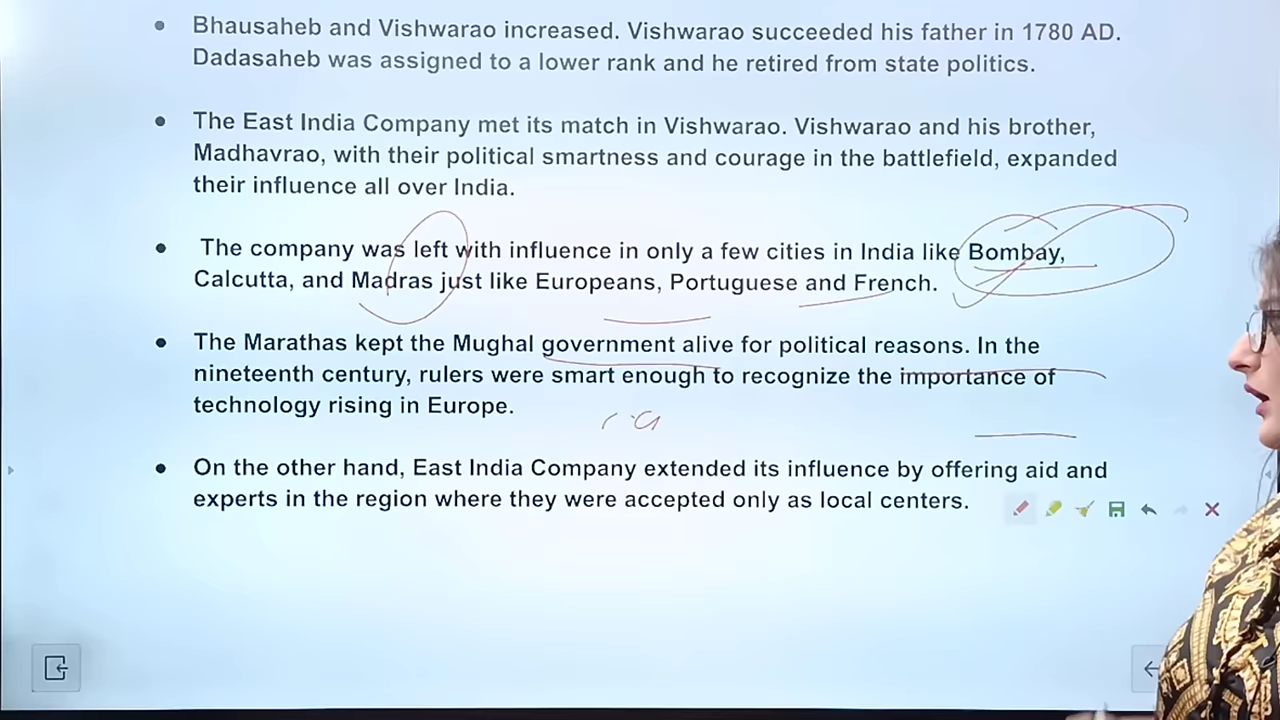 Bhausaheb and Vishwarao increased. Vishwarao succeeded his father in 1780 AD.
Dadasaheb was assigned to a lower rank and he retired from state politics.
The East India Company met its match in Vishwarao. Vishwarao and his brother,
Madhavrao, with their political smartness and courage in the battlefield, expanded
their influence all over India.
The company was left with influence in only a few cities in India like Bombay,
Calcutta, and Madras just like Europeans, Portuguese and French.
The Marathas kept the Mughal government alive for political reasons. In the
nineteenth century, rulers were smart enough to recognize the importance of
technology rising in Europe.
On the other hand, East India Company extended its influence by offering aid and
experts in the region where they were accepted only as local centers.